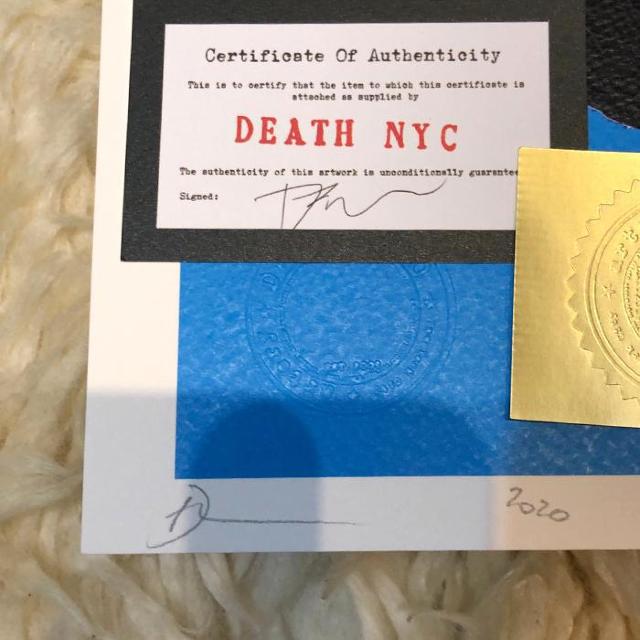 Certificate Of Authenticity
This is to certify that the item to which this certificate is
attached as supplied by
DEATH NYC
The authenticity of this artwork is unconditionally guarantee
Signed:
2020